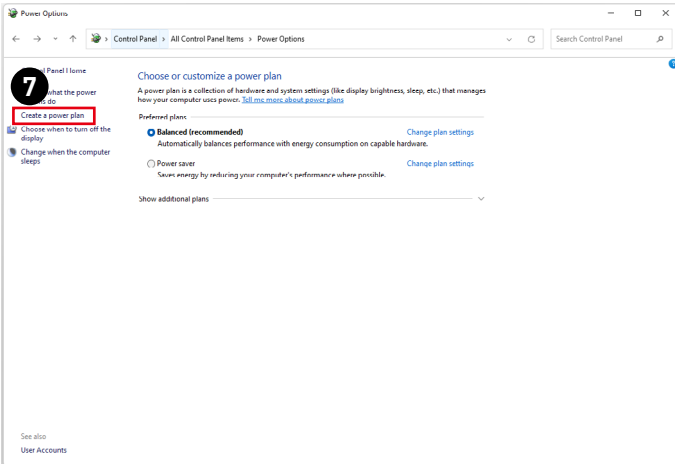 Power Options
Control Panel > All Control Panel Items > Power Options
Search Control Panel
7
Panel Home
what the power
do
Create a power plan
Choose when to turn off the
display
Change when the computer
sleeps
Choose or customize a power plan
A power plan is a collection of hardware and system settings (like display brightness, sleep, etc.) that manages
how your computer uses power. Tell me more about power plans
Preferred plans
Balanced (recommended) Change plan settings
Automatically balances performance with energy consumption on capable hardware.
Power saver Change plan settings
Saves energy by reducing your computer's performance where possible.
Show additional plans
See also
User Accounts